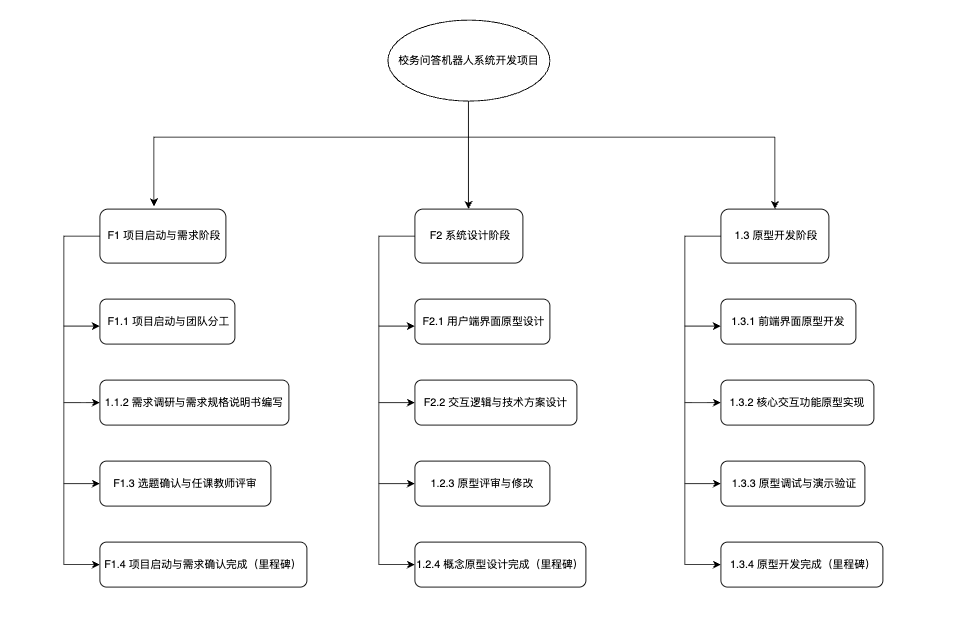 校务问答机器人系统开发项目
F1 项目启动与需求阶段
F1.1 项目启动与团队分工
1.1.2 需求调研与需求规格说明书编写
F1.3 选题确认与任课教师评审
F1.4 项目启动与需求确认完成（里程碑）
F2 系统设计阶段
F2.1 用户端界面原型设计
F2.2 交互逻辑与技术方案设计
1.2.3 原型评审与修改
1.2.4 概念原型设计完成（里程碑）
1.3 原型开发阶段
1.3.1 前端界面原型开发
1.3.2 核心交互功能原型实现
1.3.3 原型调试与演示验证
1.3.4 原型开发完成（里程碑）